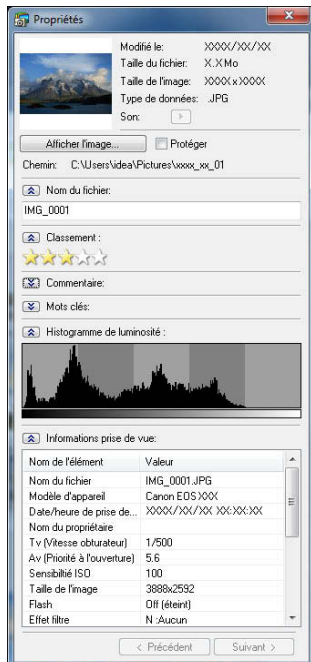 Propriétés
Modifié le: XXXX/XX/XX
Taille du fichier: X.X Mo
Taille de l'image: XXXX x XXXX
Type de données: .JPG
Son:
Afficher l'image... Protéger
Chemin: C:\Users\idea\Pictures\xxxx_xx_01
Nom du fichier:
IMG_0001
Classement :
Commentaire:
Mots clés:
Histogramme de luminosité :
Informations prise de vue:
Nom de l'élément Valeur
Nom du fichier IMG_0001.JPG
Modèle d'appareil Canon EOS XXX
Date/heure de prise de... XXXX/XX/XX XX:XX:XX
Nom du propriétaire
Tv (Vitesse obturateur) 1/500
Av (Priorité à l'ouverture) 5.6
Sensibiltié ISO 100
Taille de l'image 3888x2592
Flash Off (éteint)
Effet filtre N :Aucun
< Précédent Suivant >